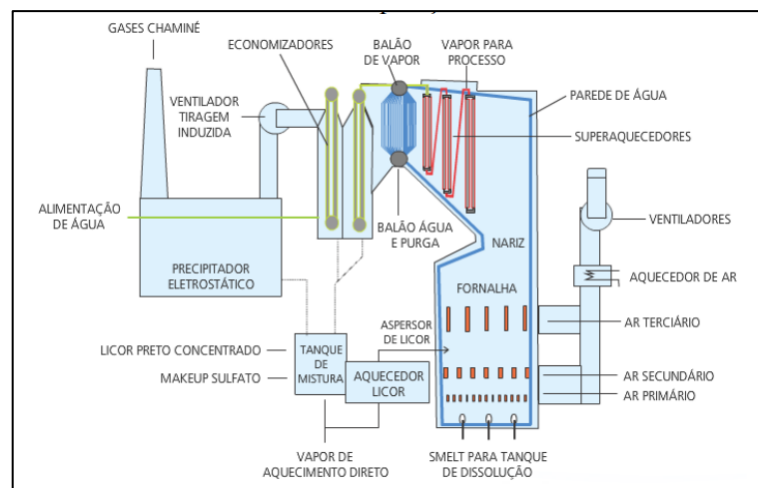 GASES CHAMINÉ
ECONOMIZADORES
BALÃO
DE VAPOR
VAPOR PARA
PROCESSO
PAREDE DE ÁGUA
VENTILADOR
TIRAGEM
INDUZIDA
SUPERAQUECEDORES
ALIMENTAÇÃO
DE ÁGUA
BALÃO ÁGUA
E PURGA
NARIZ
VENTILADORES
PRECIPITADOR
ELETROSTÁTICO
FORNALHA
AQUECEDOR DE AR
ASPERSOR
DE LICOR
AR TERCIÁRIO
LICOR PRETO CONCENTRADO
TANQUE
DE
MISTURA
MAKEUP SULFATO
AQUECEDOR
LICOR
AR SECUNDÁRIO
AR PRIMÁRIO
VAPOR DE
AQUECIMENTO DIRETO
SMELT PARA TANQUE
DE DISSOLUÇÃO